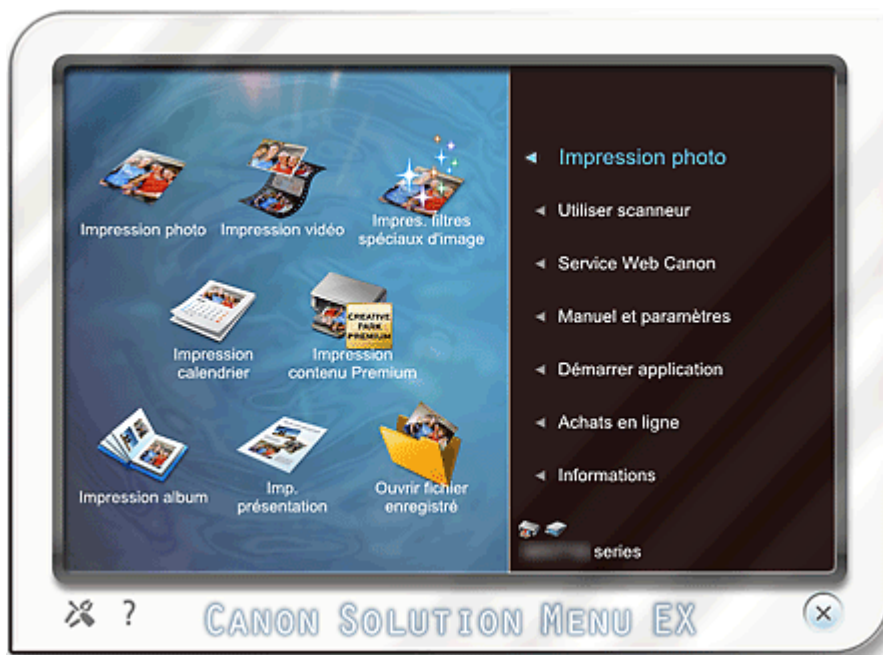 Impression photo
Impression vidéo
Impres. filtres
spéciaux d'image
Impression
calendrier
CREATIVE
PARK
PREMIUM
Impression
contenu Premium
Impression album
Imp.
présentation
Ouvrir fichier
enregistré
Impression photo
Utiliser scanneur
Service Web Canon
Manuel et paramètres
Démarrer application
Achats en ligne
Informations
series
?
CANON SOLUTION MENU EX